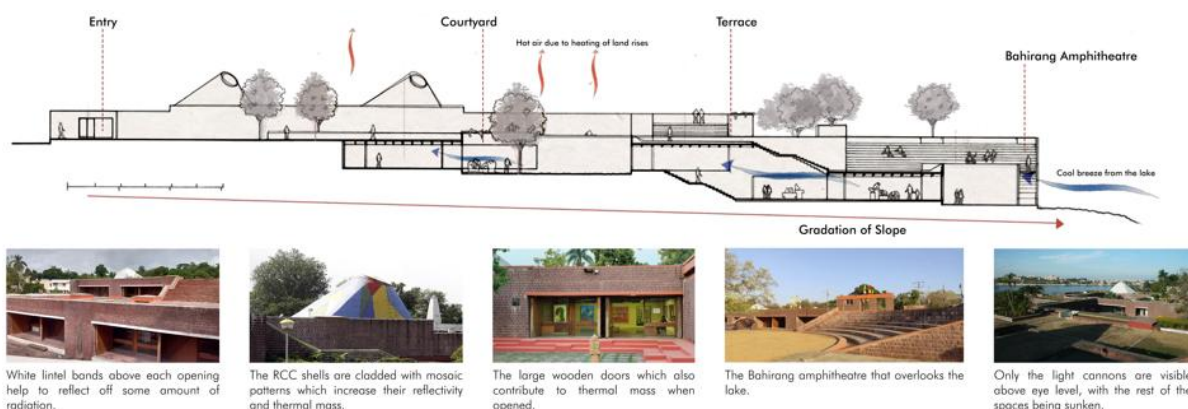 Entry
Courtyard
Terrace
Bahirang Amphitheatre
Hot air due to heating of land rises
Cool breeze from the lake
Gradation of Slope
White lintel bands above each opening
help to reflect off some amount of
radiation.
The RCC shells are cladded with mosaic
patterns which increase their reflectivity
and thermal mass.
The large wooden doors which also
contribute to thermal mass when
opened.
The Bahirang amphitheatre that overlooks the
lake.
Only the light cannons are visible
above eye level, with the rest of the
spaces being sunken.